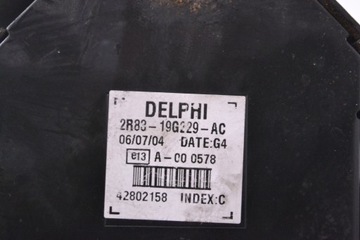 DELPHI
2R83-19G229-AC
06/07/04 DATE:G4
e13 A-00 0578
42802158 INDEX:C